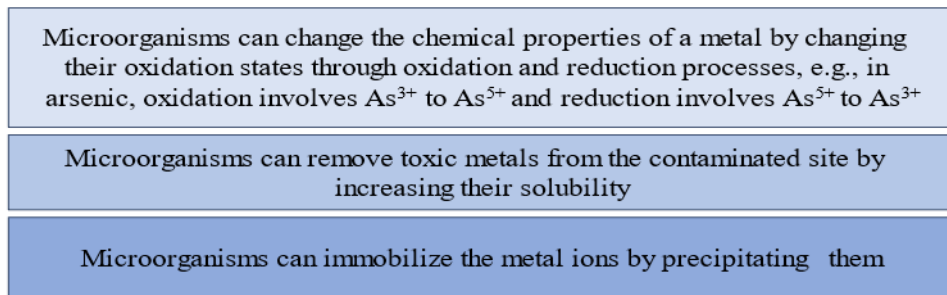 Microorganisms can change the chemical properties of a metal by changing
their oxidation states through oxidation and reduction processes, e.g., in
arsenic, oxidation involves As³⁺ to As⁵⁺ and reduction involves As⁵⁺ to As³⁺
Microorganisms can remove toxic metals from the contaminated site by
increasing their solubility
Microorganisms can immobilize the metal ions by precipitating them